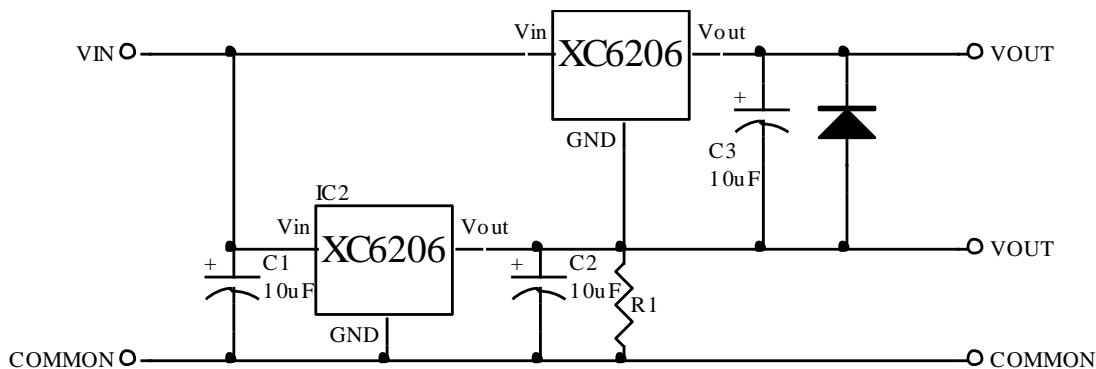 Vin
XC6206
Vout
VIN
VOUT
+
GND
C3
10uF
IC2
Vin
XC6206
Vout
VOUT
+
C1
10uF
+
C2
10uF
R1
GND
COMMON
COMMON